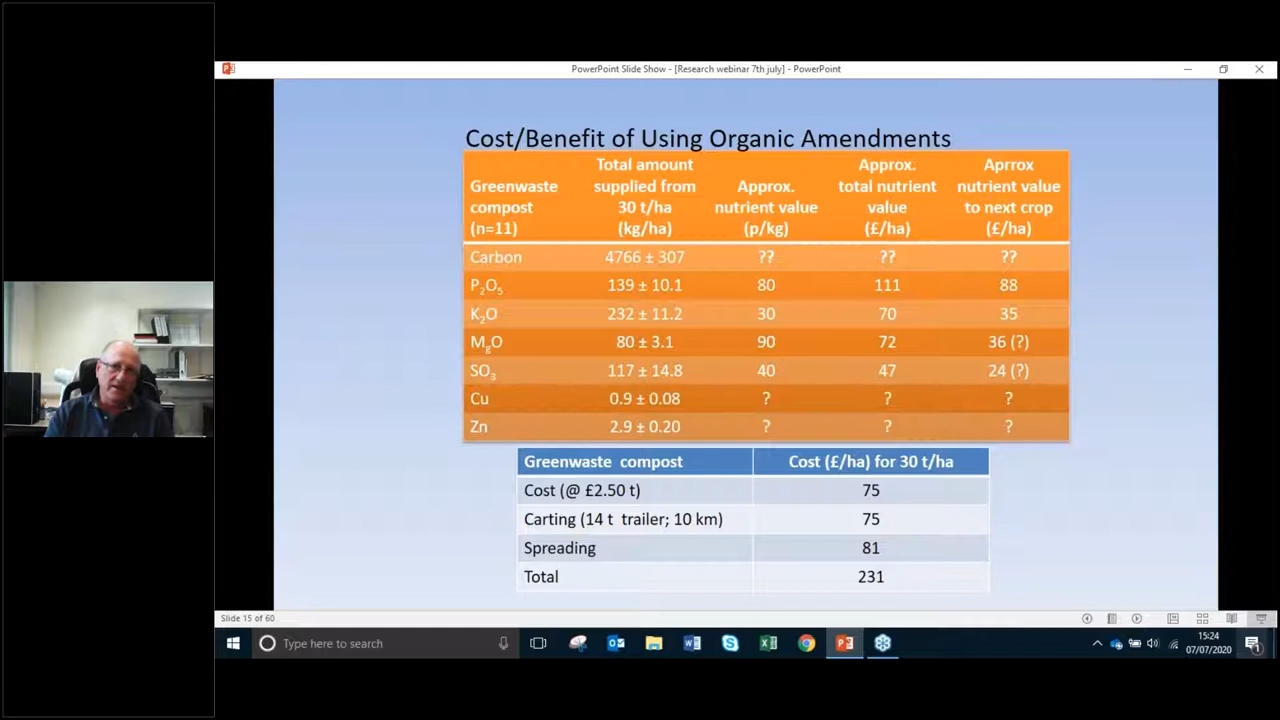 PowerPoint Slide Show - [Research webinar 7th july] - PowerPoint
Cost/Benefit of Using Organic Amendments
Greenwaste compost (n=11) Total amount supplied from 30 t/ha (kg/ha) Approx. nutrient value (p/kg) Approx. total nutrient value (£/ha) Aprrox nutrient value to next crop (£/ha)
Carbon 4766 ± 307 ?? ?? ??
P₂O₅ 139 ± 10.1 80 111 88
K₂O 232 ± 11.2 30 70 35
MgO 80 ± 3.1 90 72 36 (?)
SO₃ 117 ± 14.8 40 47 24 (?)
Cu 0.9 ± 0.08 ? ? ?
Zn 2.9 ± 0.20 ? ? ?
Greenwaste compost Cost (£/ha) for 30 t/ha
Cost (@ £2.50 t) 75
Carting (14 t trailer; 10 km) 75
Spreading 81
Total 231
Slide 15 of 60
Type here to search
15:24
07/07/2020